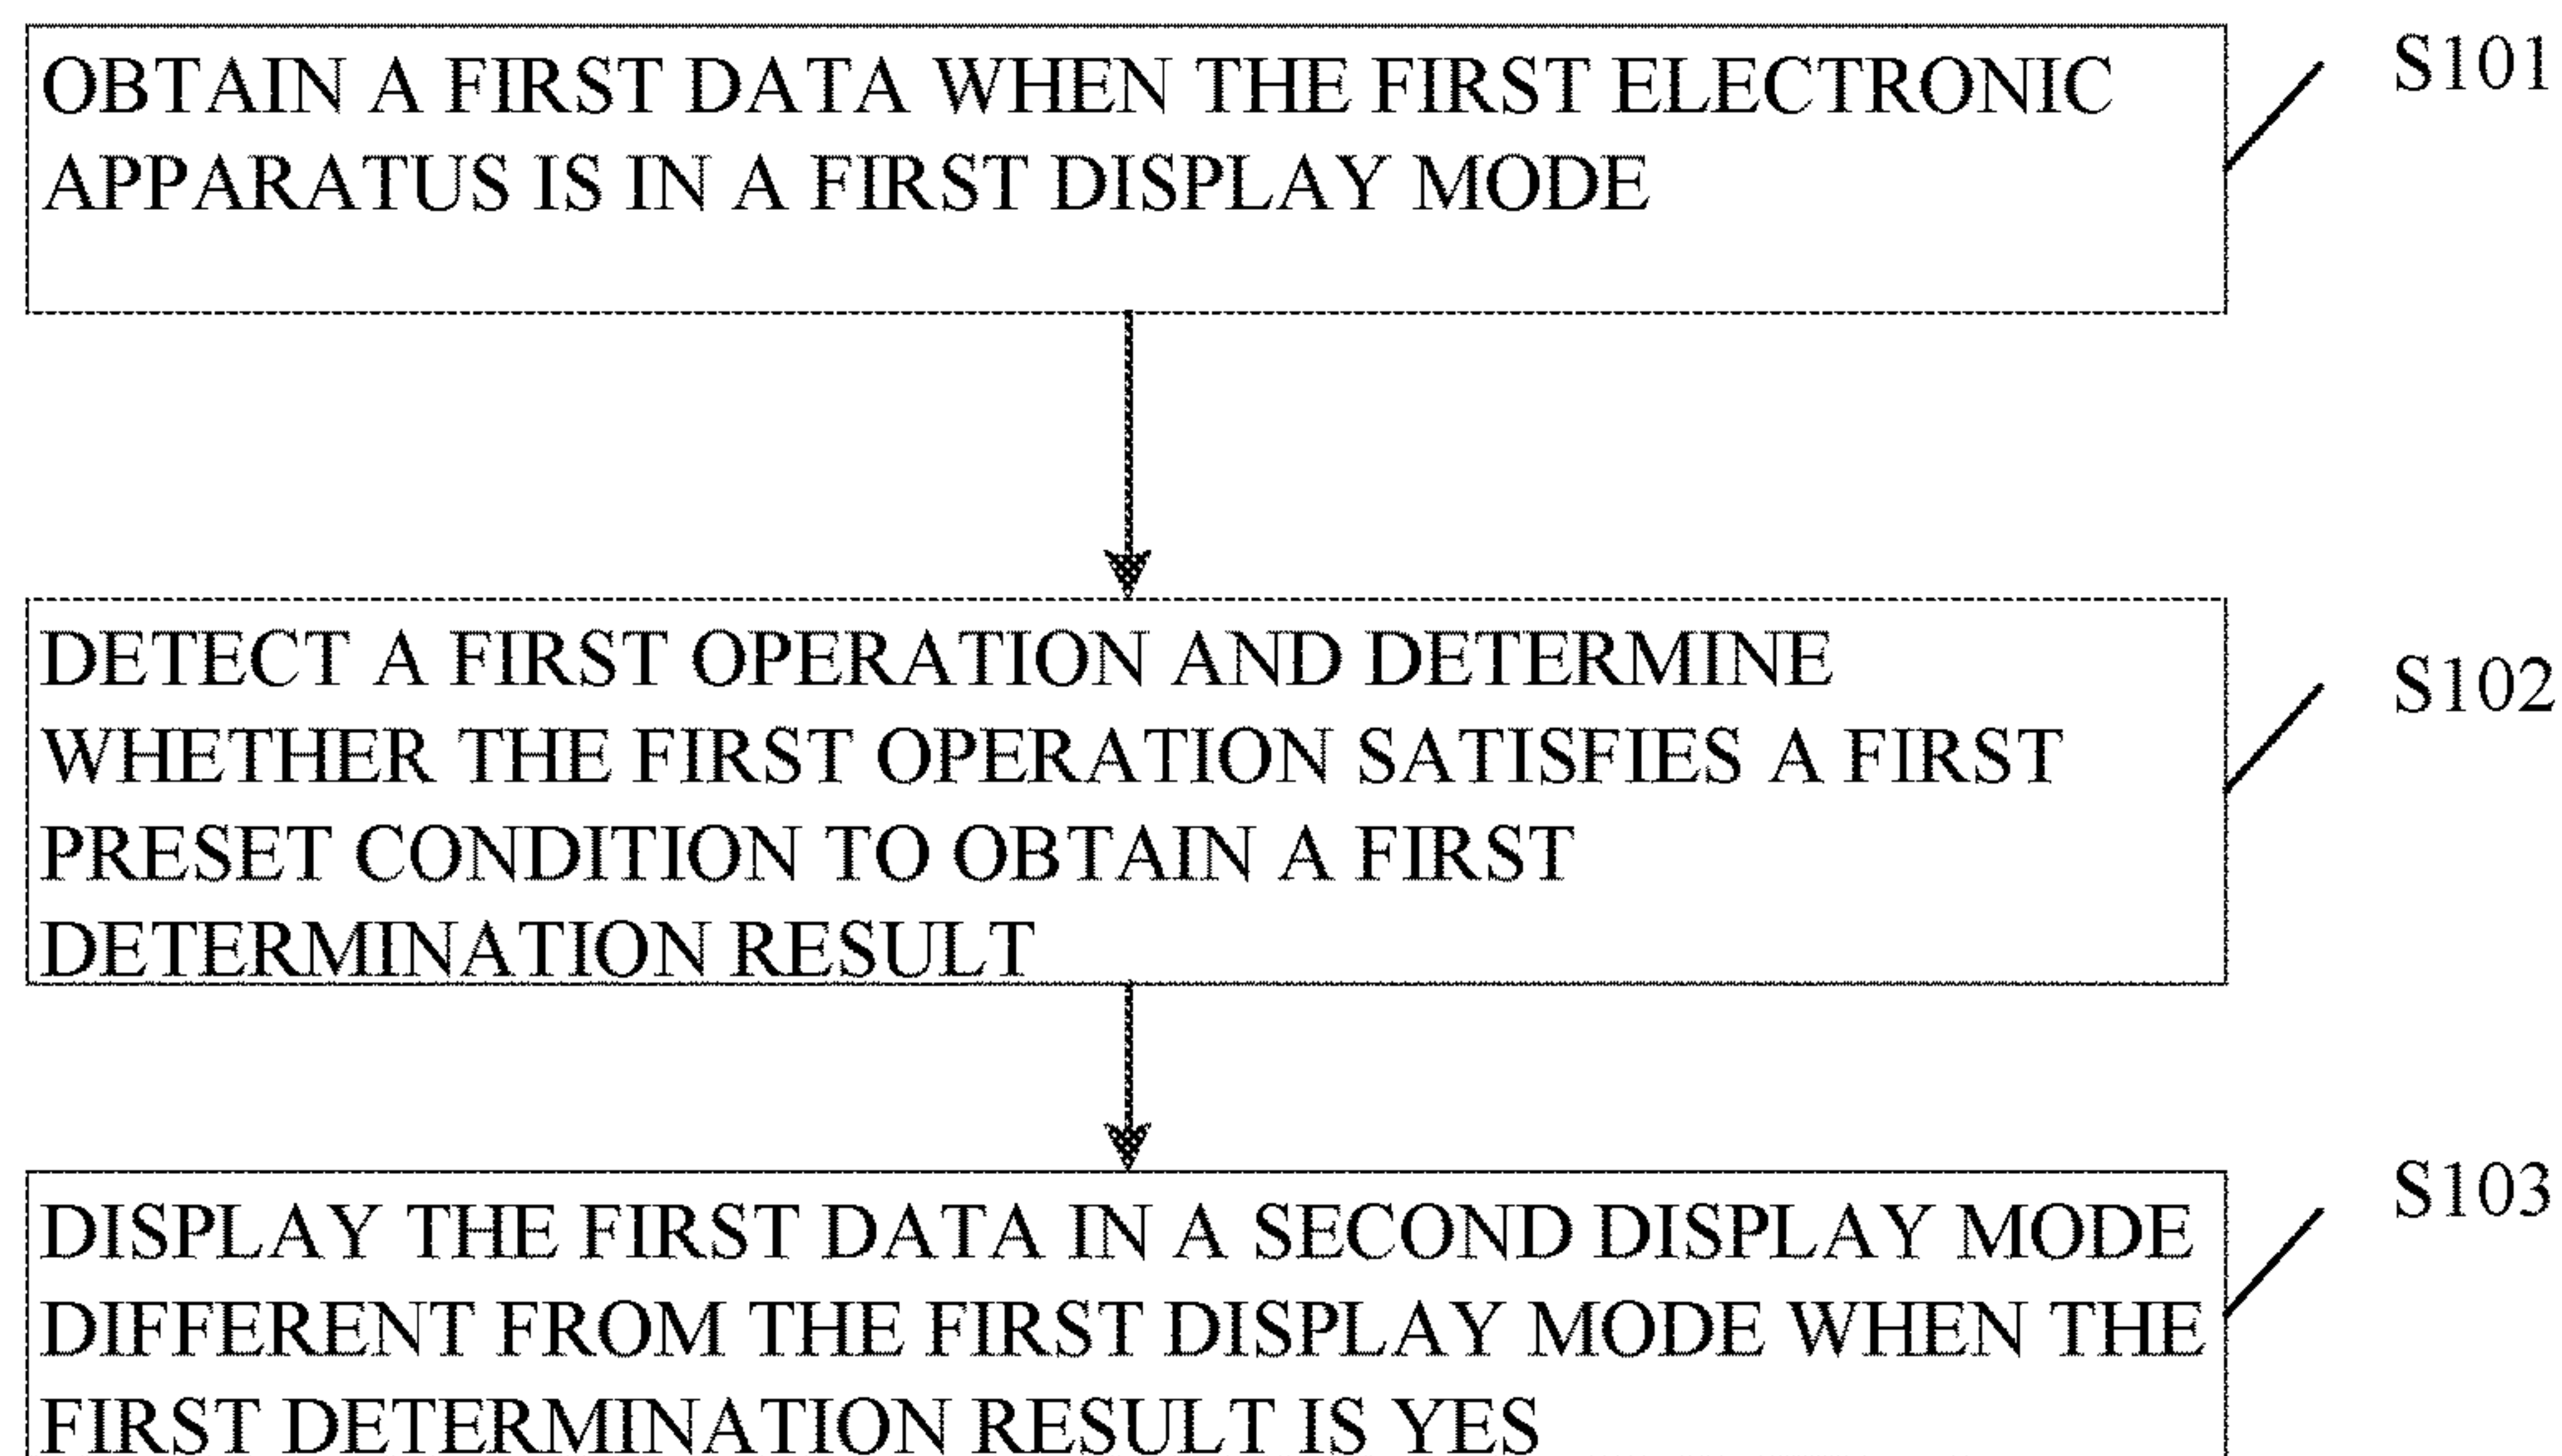 OBTAIN A FIRST DATA WHEN THE FIRST ELECTRONIC
APPARATUS IS IN A FIRST DISPLAY MODE
S101
DETECT A FIRST OPERATION AND DETERMINE
WHETHER THE FIRST OPERATION SATISFIES A FIRST
PRESET CONDITION TO OBTAIN A FIRST
DETERMINATION RESULT
S102
DISPLAY THE FIRST DATA IN A SECOND DISPLAY MODE
DIFFERENT FROM THE FIRST DISPLAY MODE WHEN THE
FIRST DETERMINATION RESULT IS YES
S103